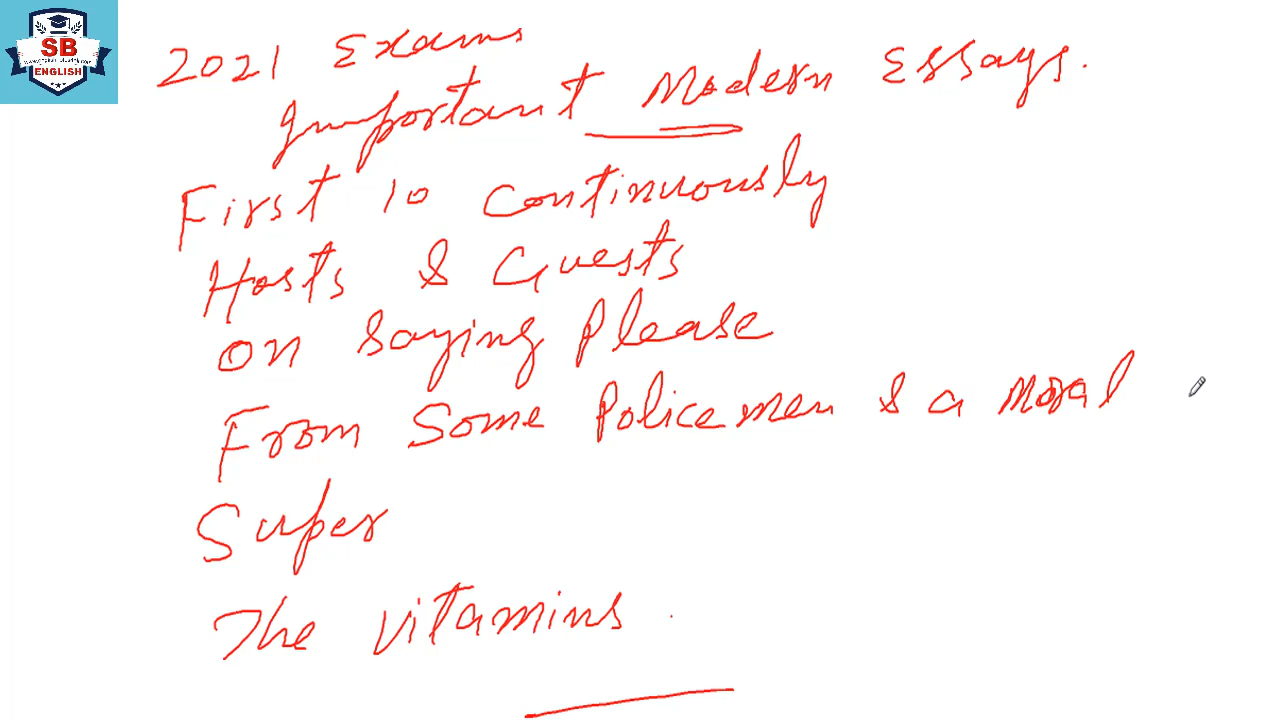 SB
ENGLISH
2021 Exams
Important Modern Essays.
First 10 Continuously
Hosts & Guests
On Saying Please
From Some Policemen & a Moral
Super
The Vitamins.